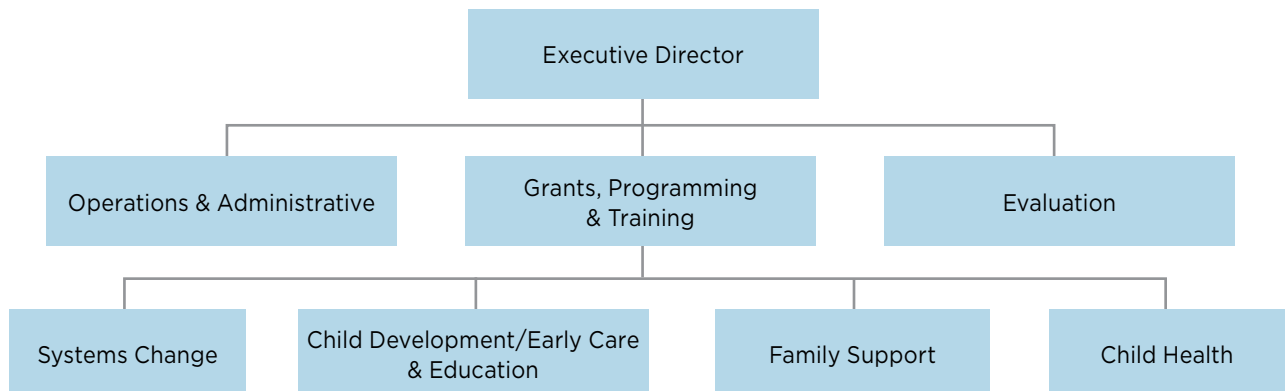 Executive Director
Operations & Administrative
Grants, Programming
& Training
Evaluation
Systems Change
Child Development/Early Care
& Education
Family Support
Child Health